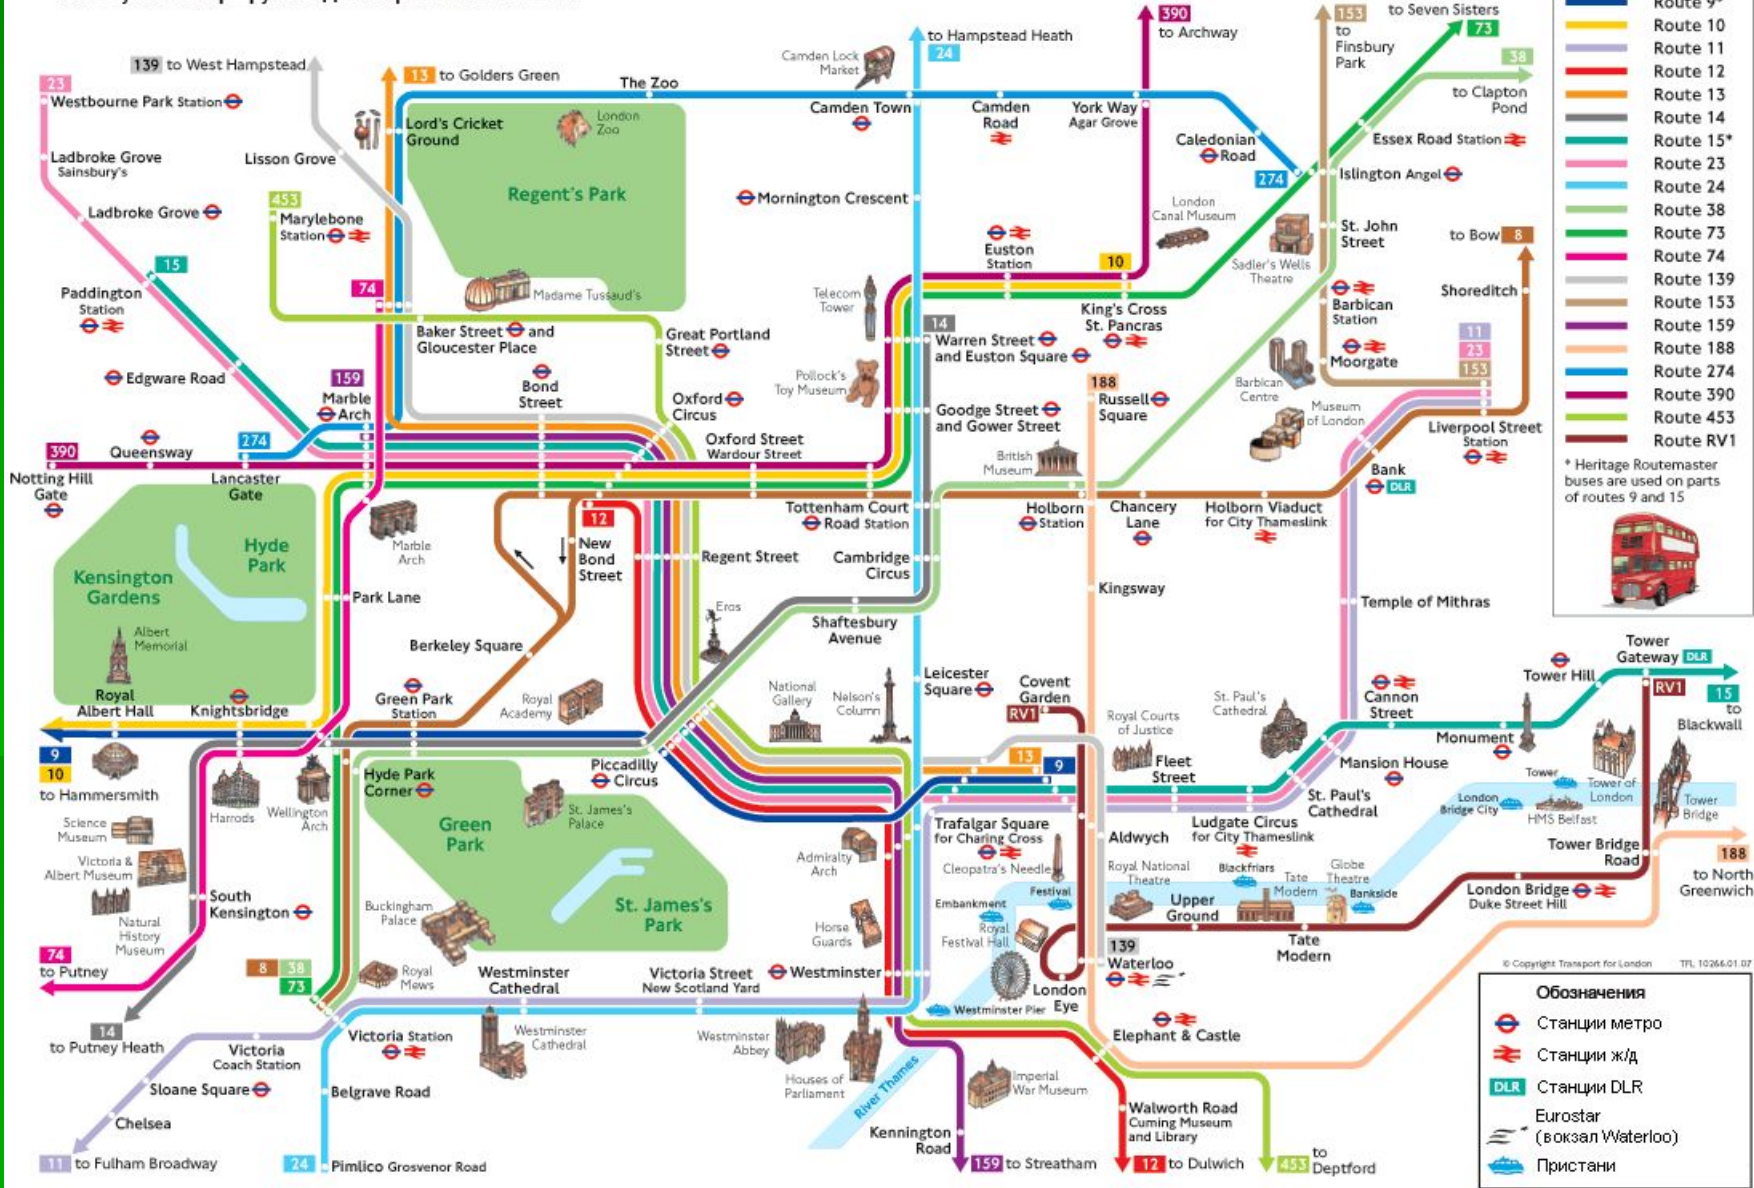 139 to West Hampstead
13 to Golders Green
The Zoo
Camden Lock
Market
to Hampstead Heath
24
390
to Archway
153
to
Finsbury
Park
to Seven Sisters
73
38
to Clapton
Pond
23
Westbourne Park Station
Ladbroke Grove
Sainsbury's
Ladbroke Grove
Lisson Grove
Lord's Cricket
Ground
London
Zoo
Regent's Park
Camden Town
Camden
Road
York Way
Agar Grove
Caledonian
Road
274
Essex Road Station
Islington Angel
453
Marylebone
Station
Mornington Crescent
London
Canal Museum
Sadler's Wells
Theatre
St. John
Street
to Bow 8
Shoreditch
15
Paddington
Station
74
Madame Tussaud's
Euston
Station
10
King's Cross
St. Pancras
Barbican
Station
Moorgate
Telecom
Tower
14
Warren Street
and Euston Square
Baker Street and
Gloucester Place
Great Portland
Street
Edgware Road
159
Marble
Arch
Bond
Street
Oxford
Circus
Pollock's
Toy Museum
Goodge Street
and Gower Street
188
Russell
Square
Barbican
Centre
Museum
of London
11
23
153
Liverpool Street
Station
390
Notting Hill
Gate
Queensway
274
Lancaster
Gate
Oxford Street
Wardour Street
British
Museum
Bank
DLR
12
Tottenham Court
Road Station
Holborn
Station
Chancery
Lane
Holborn Viaduct
for City Thameslink
Marble
Arch
New
Bond
Street
Regent Street
Cambridge
Circus
Hyde
Park
Kensington
Gardens
Albert
Memorial
Park Lane
Kingsway
Temple of Mithras
Berkeley Square
Eros
Shaftesbury
Avenue
Royal
Albert Hall
Knightsbridge
Green Park
Station
Royal
Academy
National
Gallery
Nelson's
Column
Leicester
Square
Covent
Garden
RV1
Royal Courts
of Justice
St. Paul's
Cathedral
Cannon
Street
Tower Hill
Tower
Gateway DLR
RV1
15
to
Blackwall
9
10
to Hammersmith
Harrods
Wellington
Arch
Hyde Park
Corner
Piccadilly
Circus
St. James's
Palace
13
9
Fleet
Street
Monument
Mansion House
St. Paul's
Cathedral
Tower
London
Bridge City
HMS Belfast
Tower of
London
Tower
Bridge
Science
Museum
Victoria &
Albert Museum
Natural
History
Museum
South
Kensington
Green
Park
St. James's
Park
Buckingham
Palace
Admiralty
Arch
Trafalgar Square
for Charing Cross
Cleopatra's Needle
Aldwych
Ludgate Circus
for City Thameslink
Tower Bridge
Road
188
to North
Greenwich
Royal National
Theatre
Blackfriars
Tate
Modern
Globe
Theatre
Bankside
London Bridge
Duke Street Hill
Festival
Embankment
Royal
Festival Hall
Upper
Ground
Tate
Modern
Horse
Guards
74
to Putney
8 38
73
Royal
Mews
Westminster
Cathedral
Victoria Street
New Scotland Yard
Westminster
139
Waterloo
London
Eye
Westminster Pier
14
to Putney Heath
Victoria
Coach Station
Victoria Station
Westminster
Cathedral
Westminster
Abbey
Houses of
Parliament
River Thames
Elephant & Castle
Imperial
War Museum
Sloane Square
Belgrave Road
Chelsea
Kennington
Road
Walworth Road
Cuming Museum
and Library
11 to Fulham Broadway
24 Pimlico Grosvenor Road
159 to Streatham
12 to Dulwich
453 to
Deptford
Route 9*
Route 10
Route 11
Route 12
Route 13
Route 14
Route 15*
Route 23
Route 24
Route 38
Route 73
Route 74
Route 139
Route 153
Route 159
Route 188
Route 274
Route 390
Route 453
Route RV1
* Heritage Routemaster
buses are used on parts
of routes 9 and 15
© Copyright Transport for London TFL 10266.01.07
Обозначения
Станции метро
Станции ж/д
DLR Станции DLR
Eurostar
(вокзал Waterloo)
Пристани